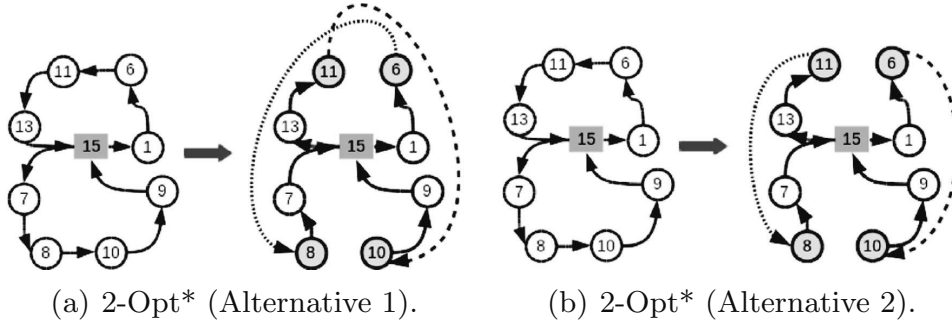 11 6 11 6 11 6 11 6
13 15 1 13 15 1 13 15 1 13 15 1
7 9 7 9 7 9 7 9
8 10 8 10 8 10 8 10
(a) 2-Opt* (Alternative 1). (b) 2-Opt* (Alternative 2).